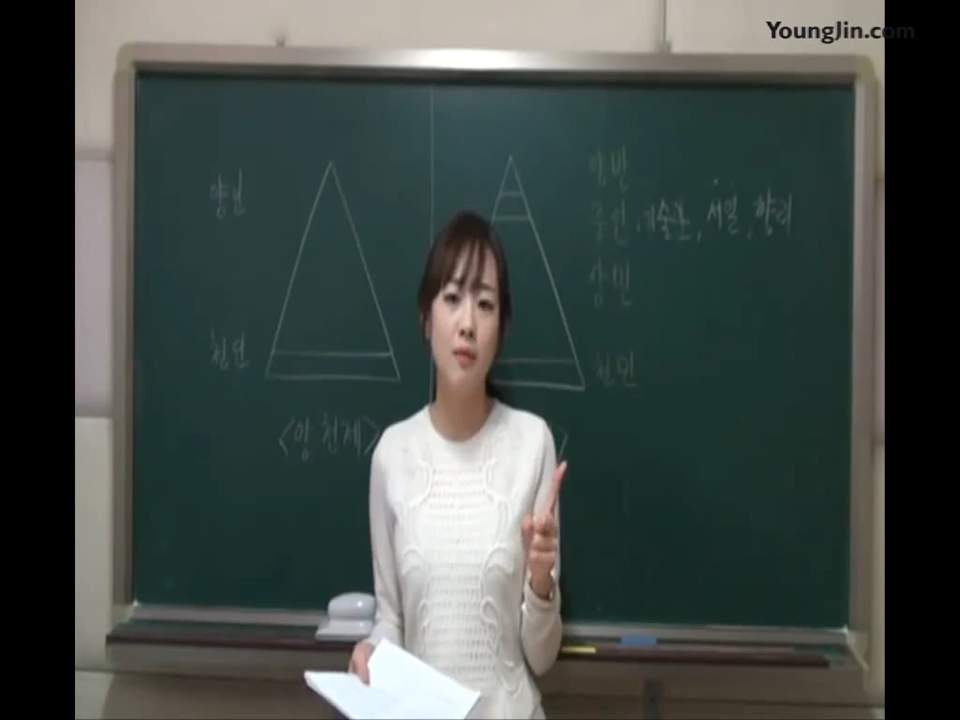 YoungJin.com
양반
양인
중인, 기술관, 서얼, 향리
상민
천인
천민
<양천제>